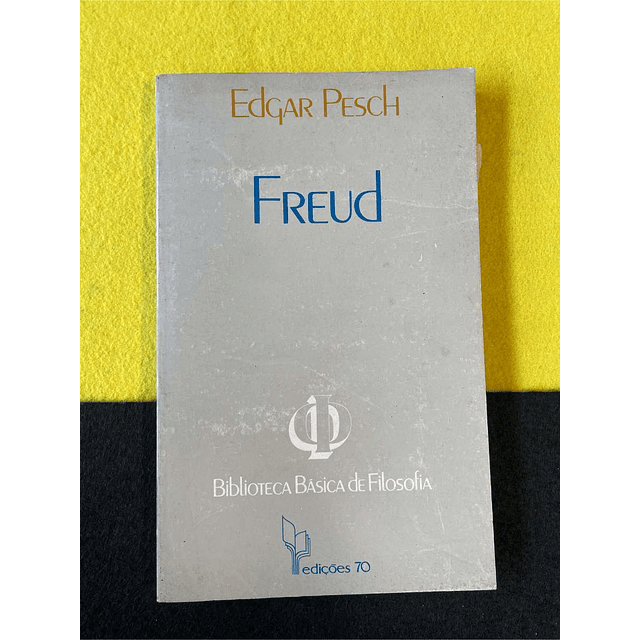 Edgar Pesch
Freud
Biblioteca Básica de Filosofia
edições 70